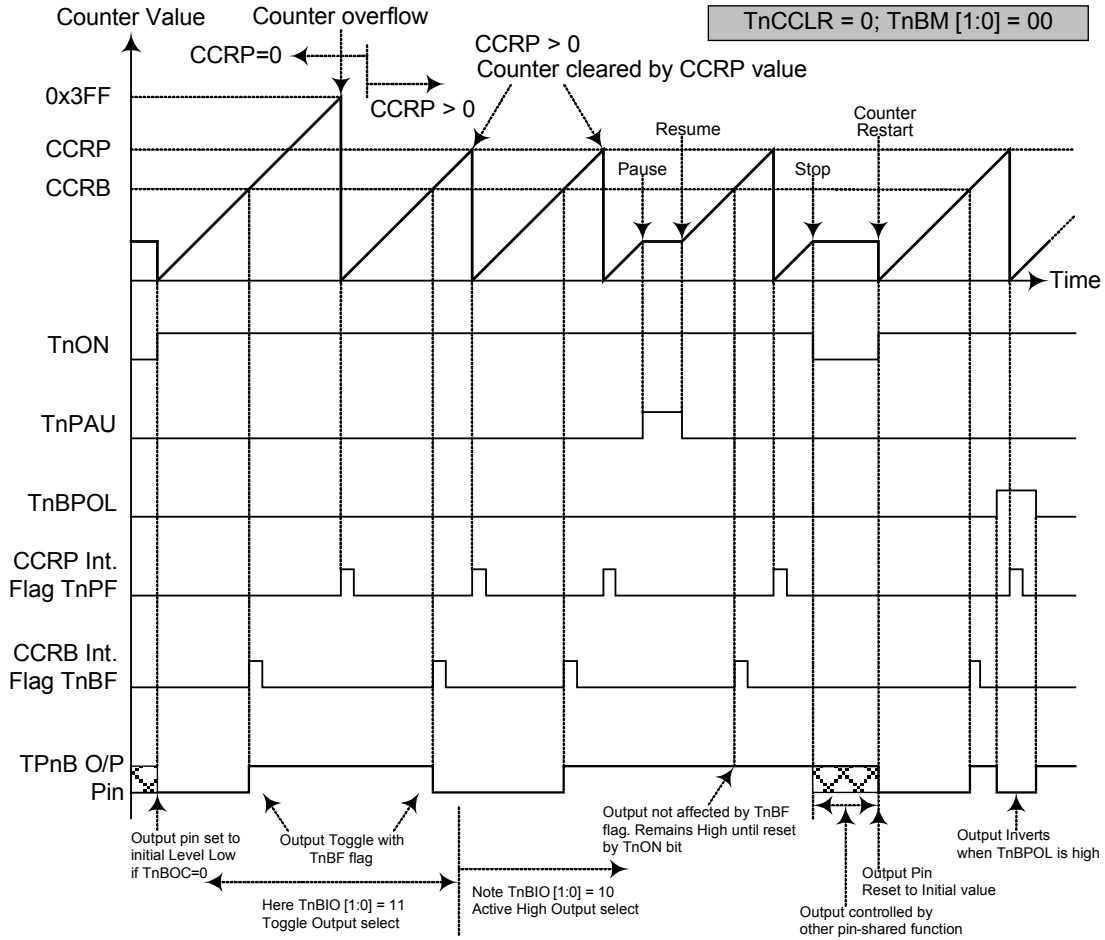 Counter Value
Counter overflow
TnCCLR = 0; TnBM [1:0] = 00
CCRP=0
CCRP > 0
CCRP > 0
Counter cleared by CCRP value
0x3FF
CCRP
CCRB
Pause
Resume
Stop
Counter
Restart
Time
TnON
TnPAU
TnBPOL
CCRP Int.
Flag TnPF
CCRB Int.
Flag TnBF
TPnB O/P
Pin
Output pin set to
initial Level Low
if TnBOC=0
Output Toggle with
TnBF flag
Here TnBIO [1:0] = 11
Toggle Output select
Note TnBIO [1:0] = 10
Active High Output select
Output not affected by TnBF
flag. Remains High until reset
by TnON bit
Output controlled by
other pin-shared function
Output Pin
Reset to Initial value
Output Inverts
when TnBPOL is high